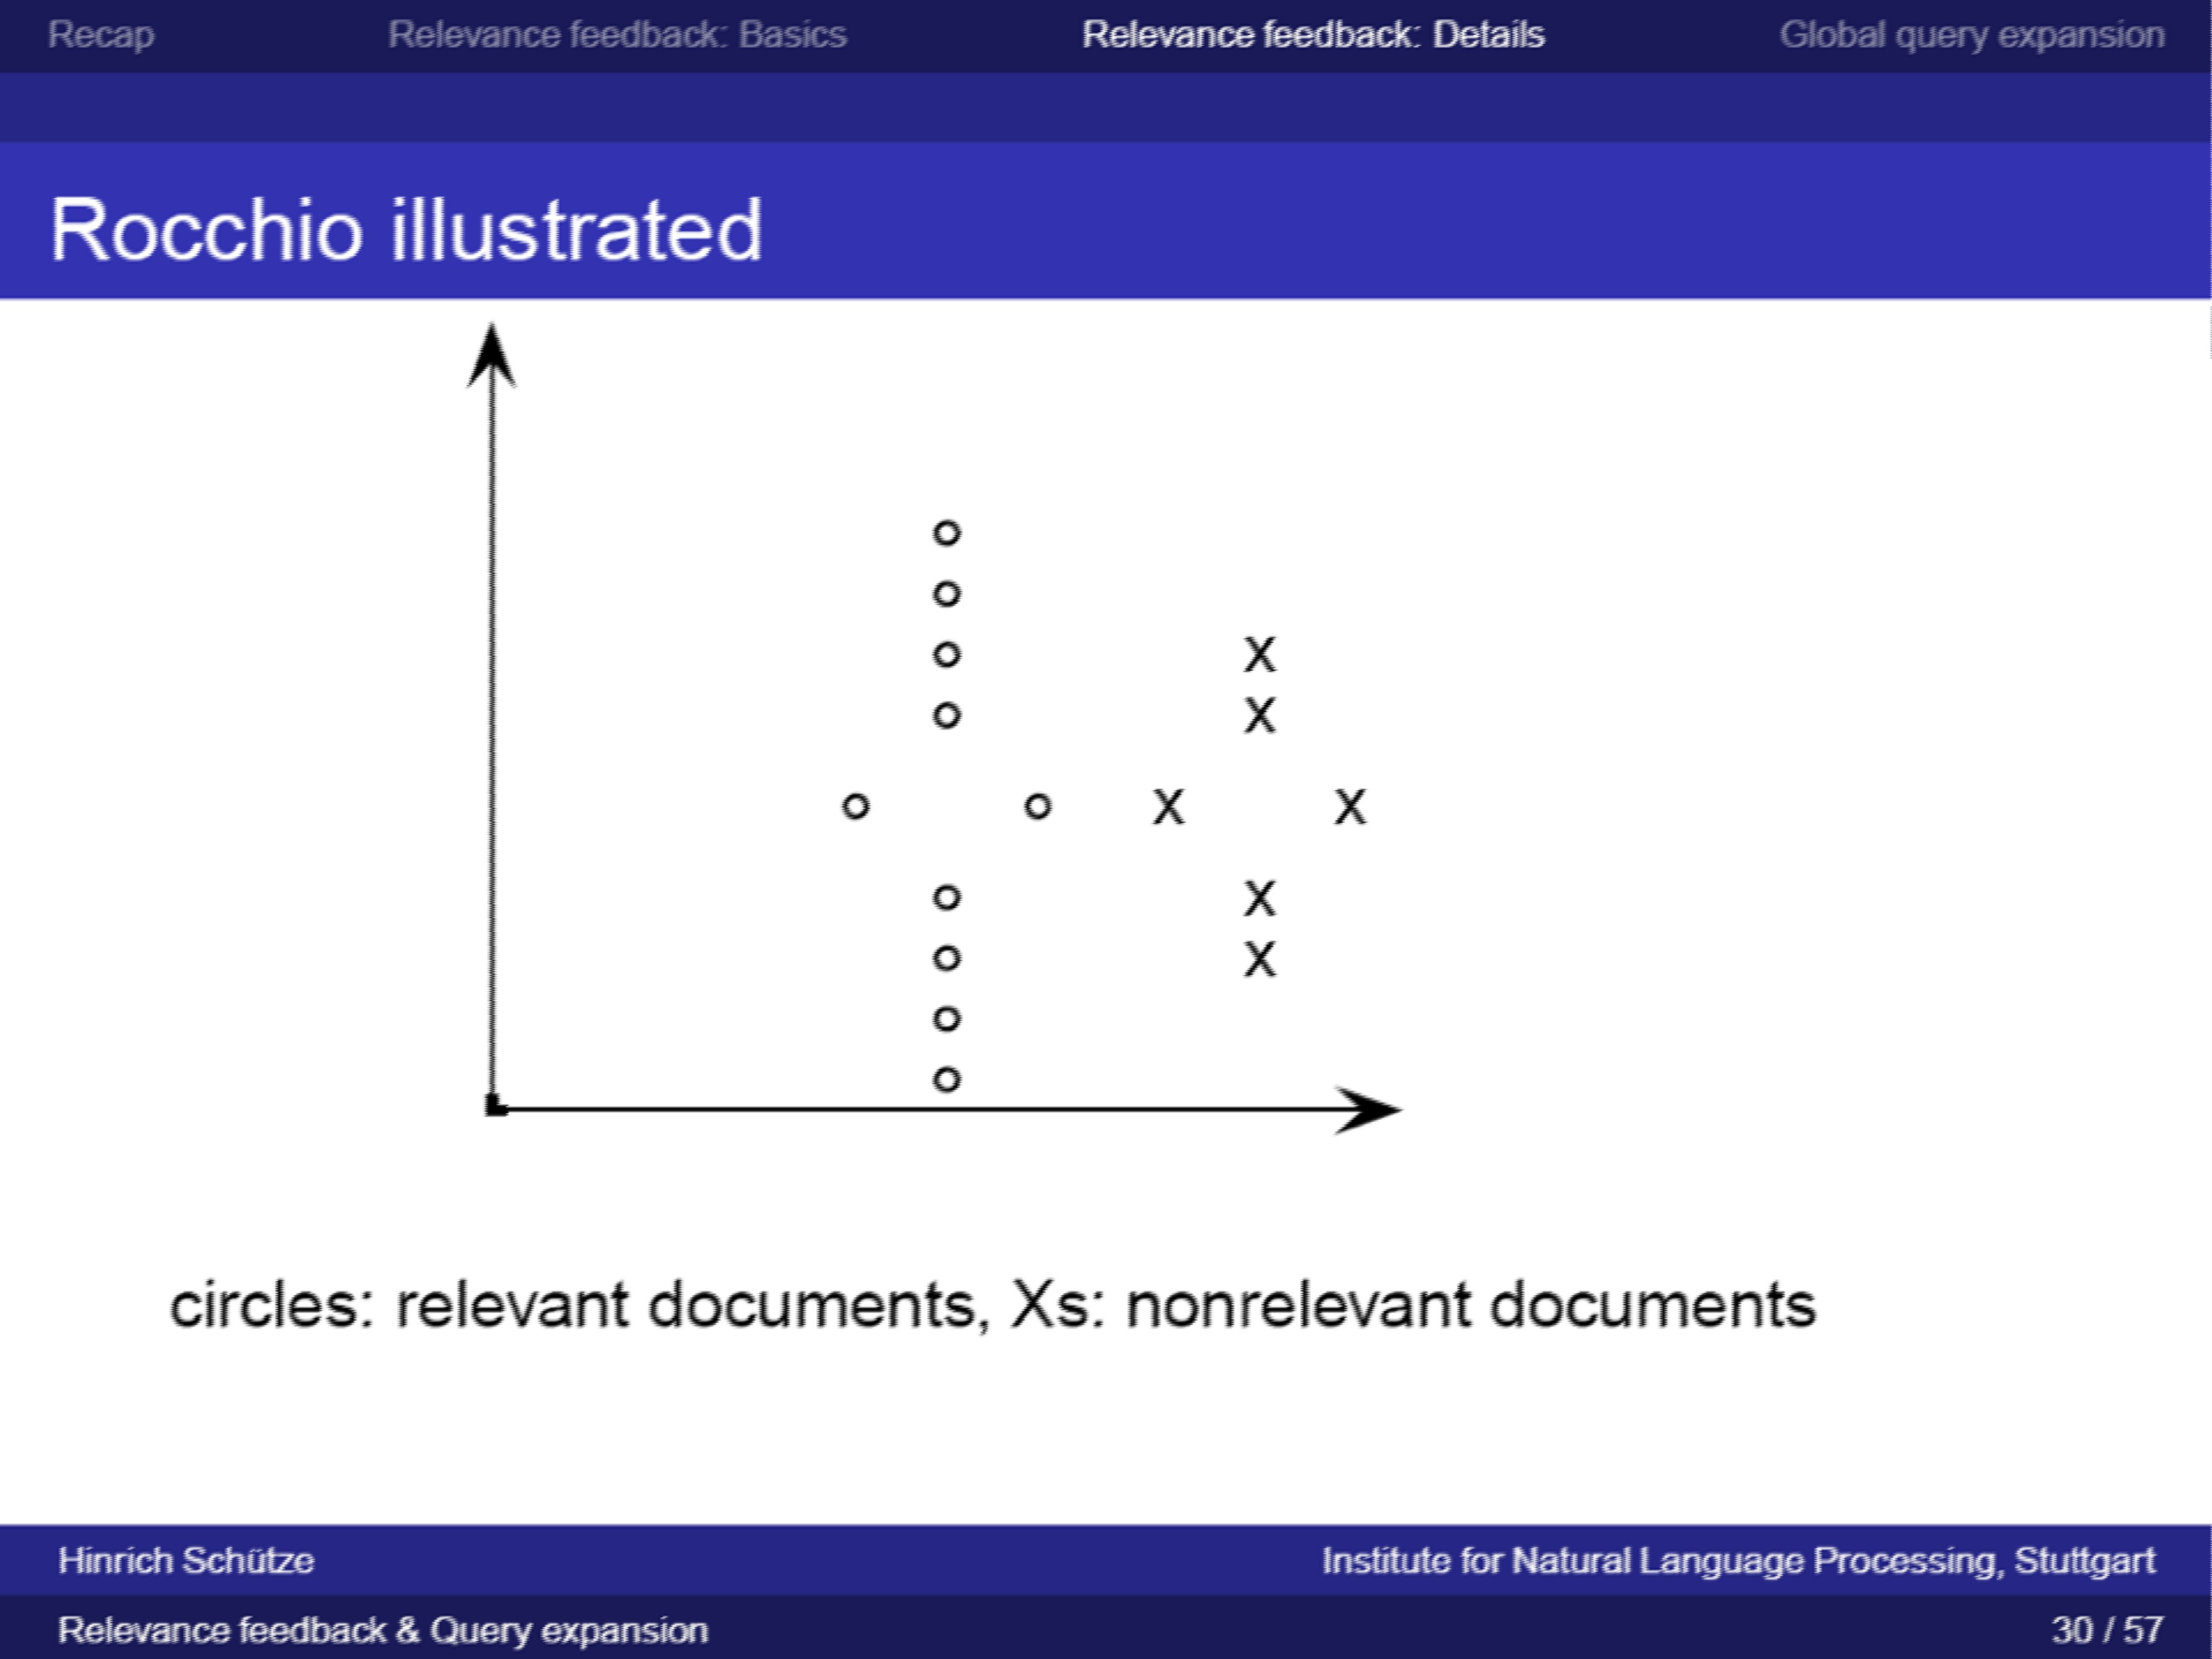 Recap Relevance feedback: Basics Relevance feedback: Details Global query expansion
Rocchio illustrated
x
x
x x
x
x
circles: relevant documents, Xs: nonrelevant documents
Hinrich Schütze Institute for Natural Language Processing, Stuttgart
Relevance feedback & Query expansion 30 / 57